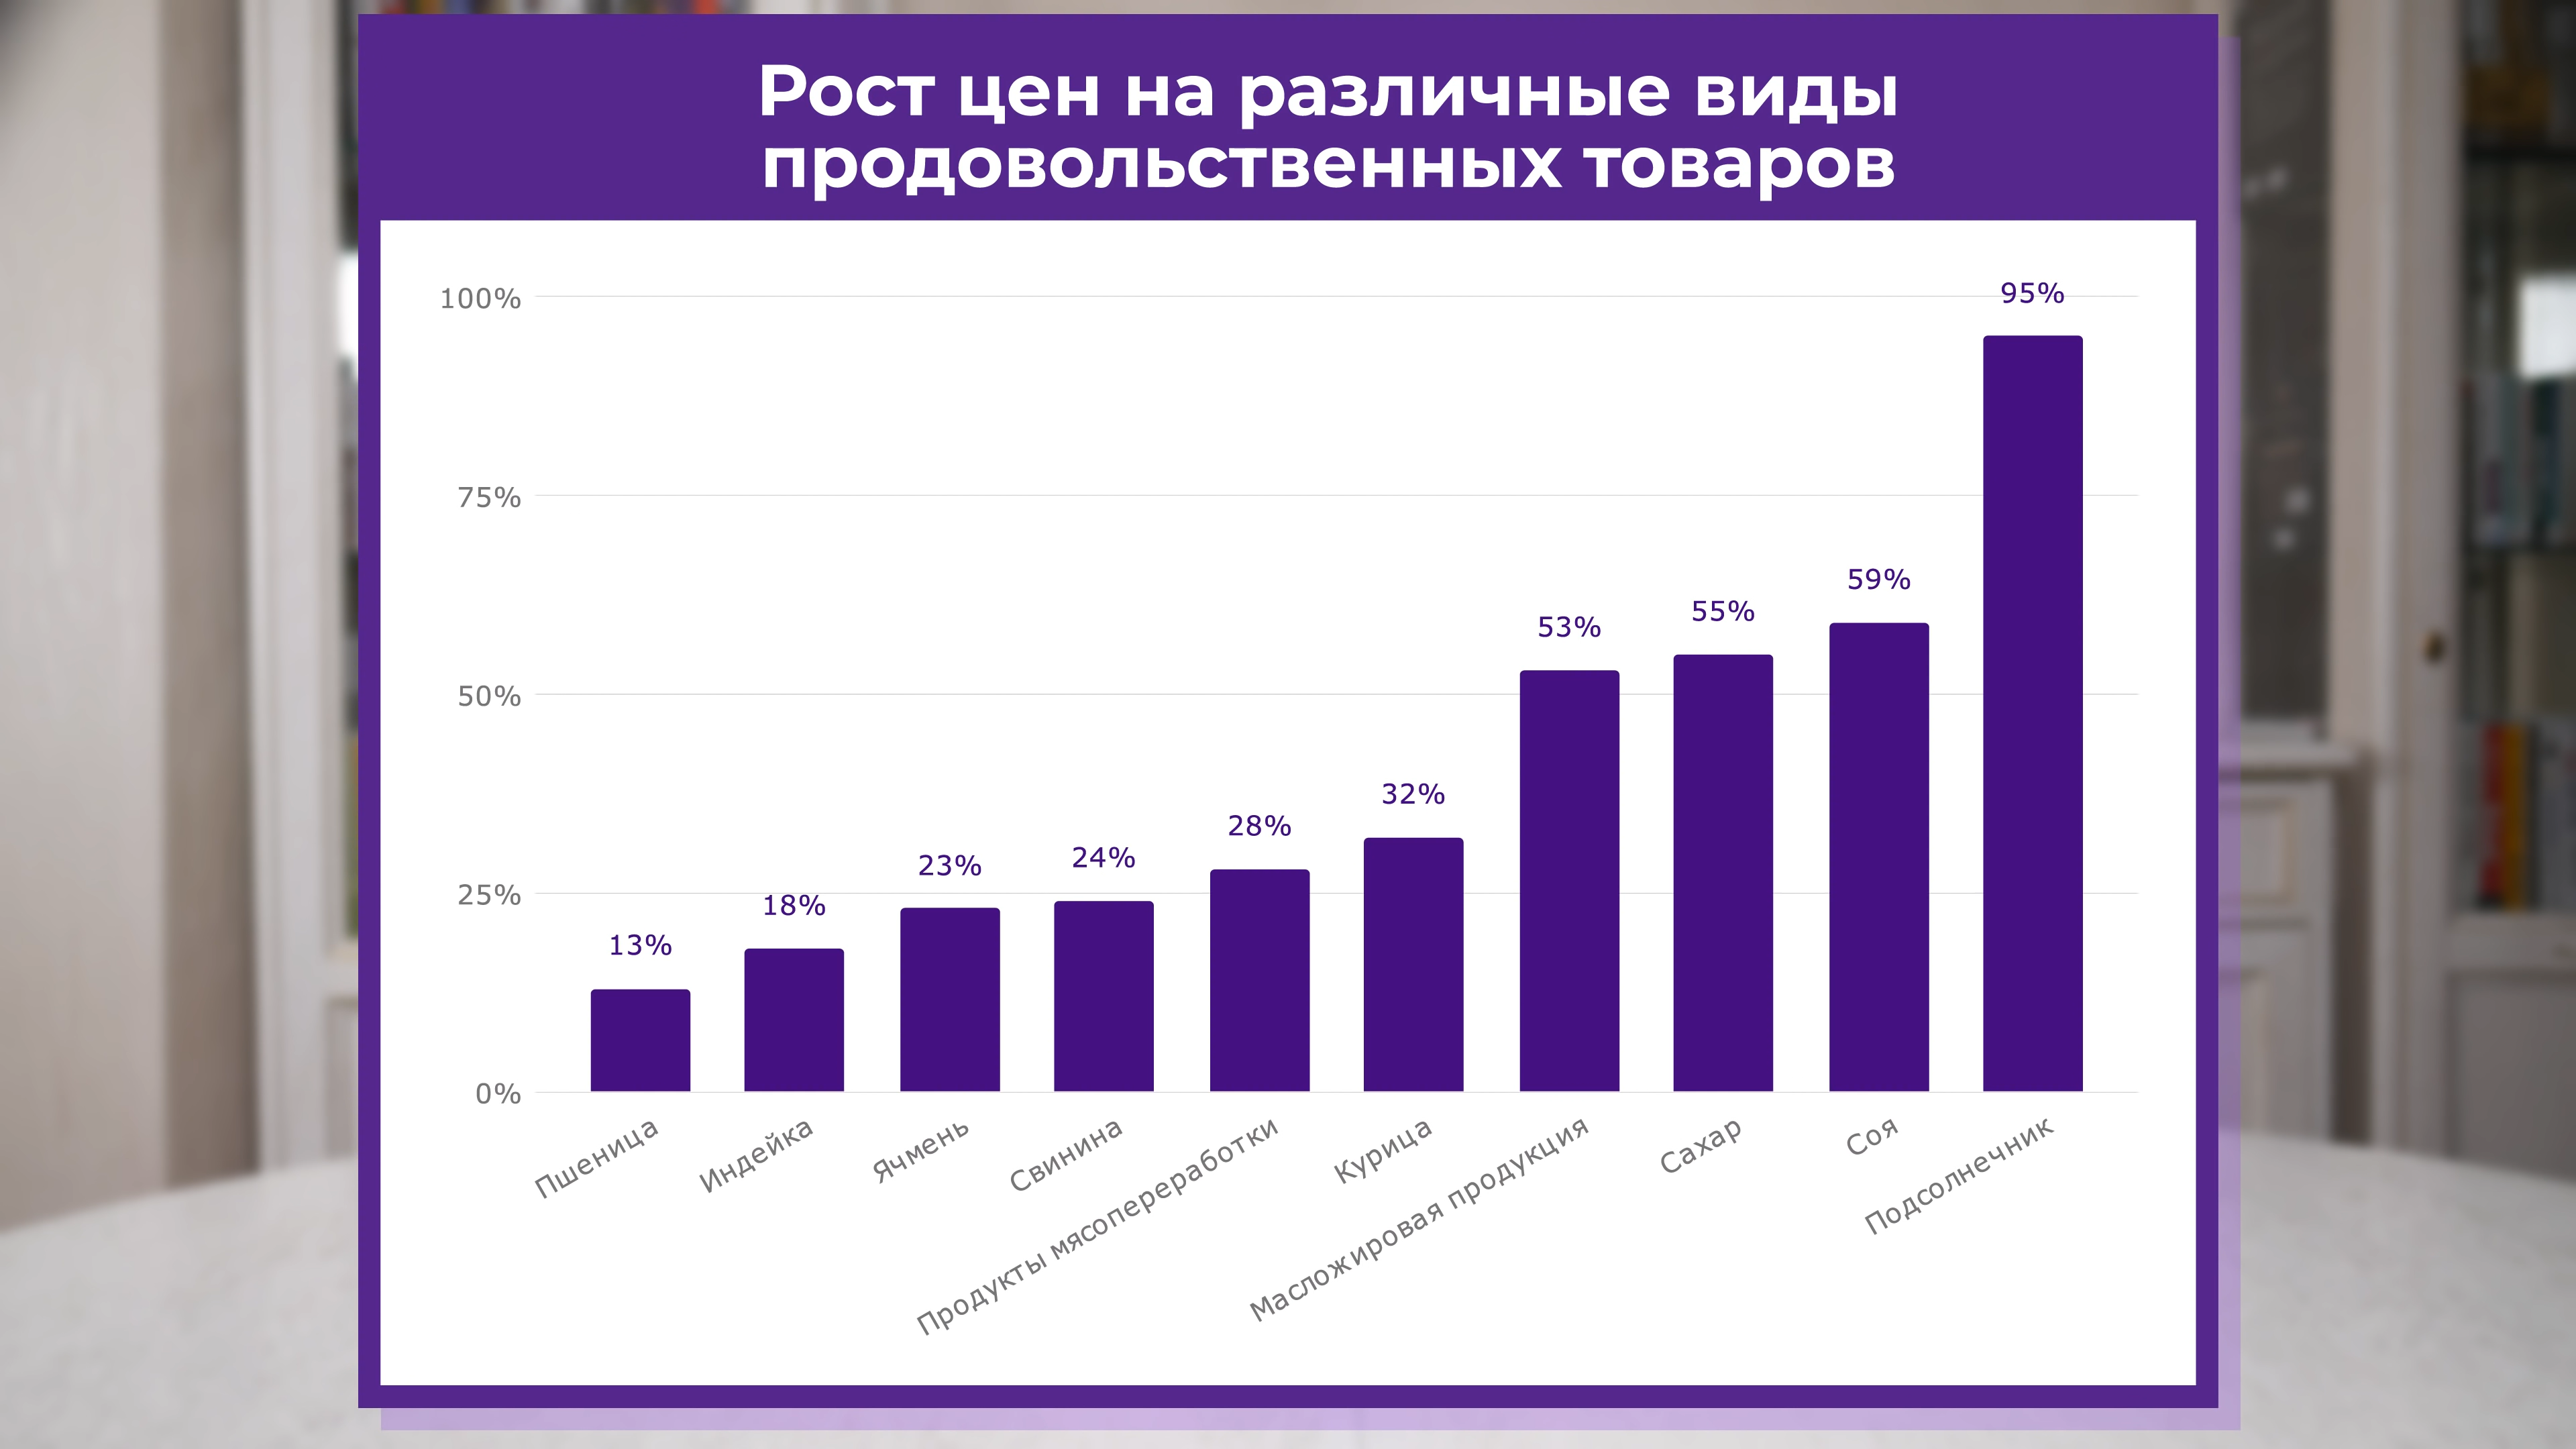 Рост цен на различные виды
продовольственных товаров
100%
75%
50%
25%
0%
13%
18%
23%
24%
28%
32%
53%
55%
59%
95%
Пшеница
Индейка
Ячмень
Свинина
Продукты мясопереработки
Курица
Масложировая продукция
Сахар
Соя
Подсолнечник